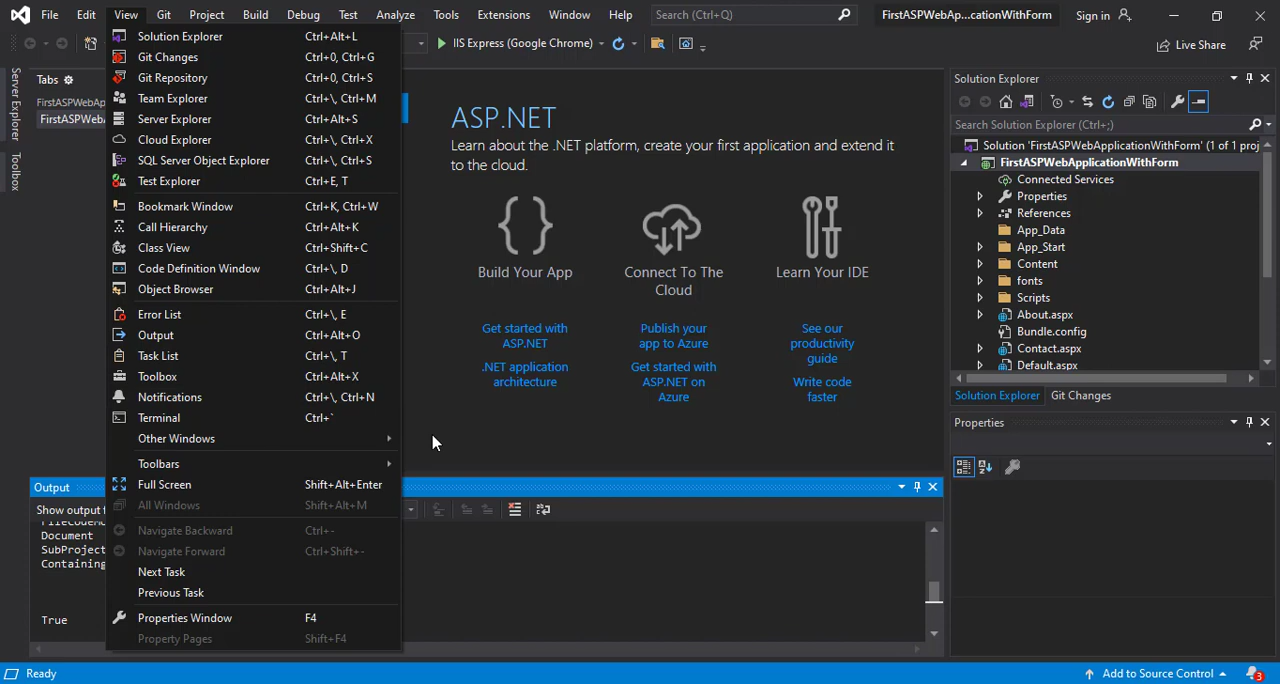 File Edit View Git Project Build Debug Test Analyze Tools Extensions Window Help Search (Ctrl+Q) FirstASPWebAp...cationWithForm Sign in
IIS Express (Google Chrome) Live Share
Server Explorer
Toolbox
Tabs
FirstASPWebAp
FirstASPWebA
Solution Explorer Ctrl+Alt+L
Git Changes Ctrl+0, Ctrl+G
Git Repository Ctrl+0, Ctrl+S
Team Explorer Ctrl+\, Ctrl+M
Server Explorer Ctrl+Alt+S
Cloud Explorer Ctrl+\, Ctrl+X
SQL Server Object Explorer Ctrl+\, Ctrl+S
Test Explorer Ctrl+E, T
Bookmark Window Ctrl+K, Ctrl+W
Call Hierarchy Ctrl+Alt+K
Class View Ctrl+Shift+C
Code Definition Window Ctrl+\, D
Object Browser Ctrl+Alt+J
Error List Ctrl+\, E
Output Ctrl+Alt+O
Task List Ctrl+\, T
Toolbox Ctrl+Alt+X
Notifications Ctrl+\, Ctrl+N
Terminal Ctrl+`
Other Windows
Toolbars
Full Screen Shift+Alt+Enter
All Windows Shift+Alt+M
Navigate Backward Ctrl+-
Navigate Forward Ctrl+Shift+-
Next Task
Previous Task
Properties Window F4
Property Pages Shift+F4
ASP.NET
Learn about the .NET platform, create your first application and extend it
to the cloud.
Build Your App
Connect To The
Cloud
Learn Your IDE
Get started with
ASP.NET
.NET application
architecture
Publish your
app to Azure
Get started with
ASP.NET on
Azure
See our
productivity
guide
Write code
faster
Output
Show output f
Document
SubProject
Containing
True
Solution Explorer
Search Solution Explorer (Ctrl+;)
Solution 'FirstASPWebApplicationWithForm' (1 of 1 proj
FirstASPWebApplicationWithForm
Connected Services
Properties
References
App_Data
App_Start
Content
fonts
Scripts
About.aspx
Bundle.config
Contact.aspx
Default.aspx
Solution Explorer Git Changes
Properties
Ready Add to Source Control 3